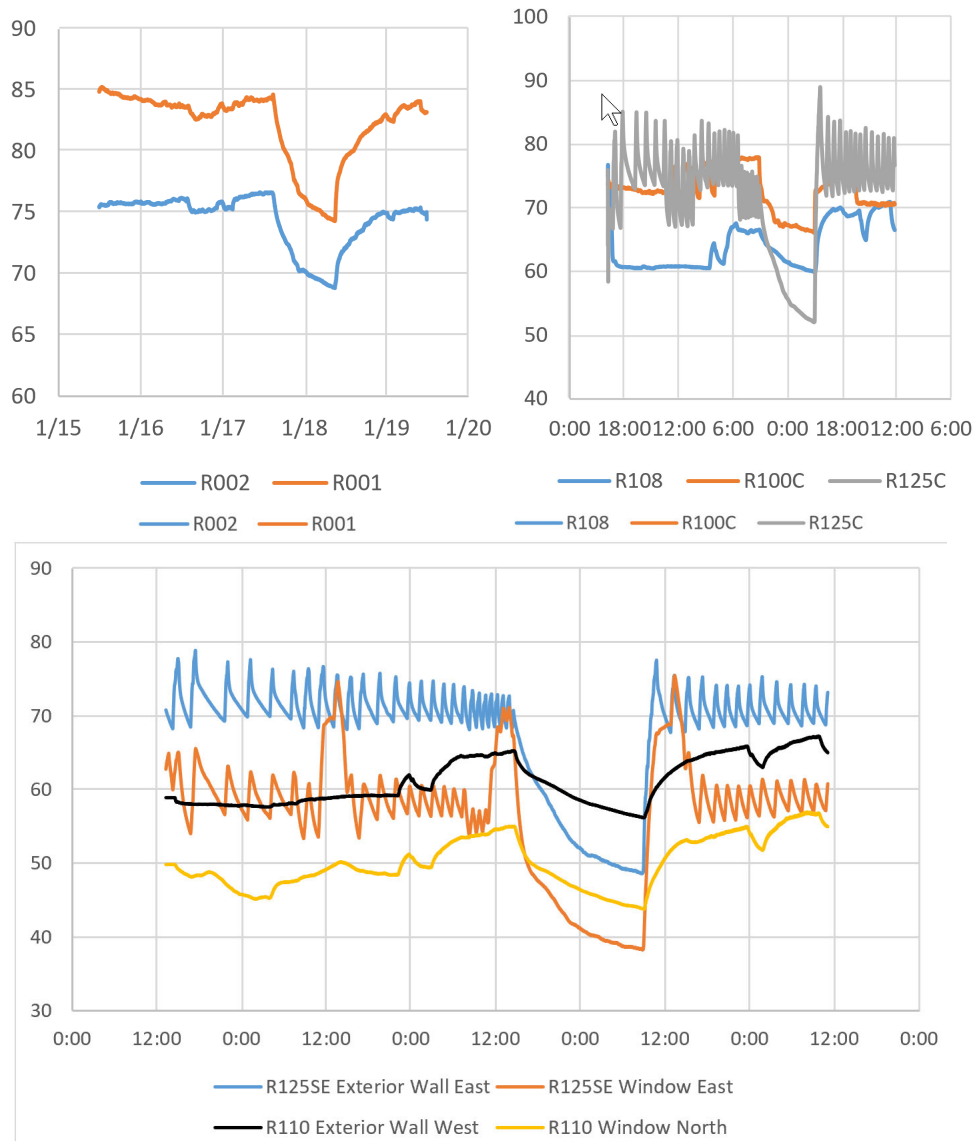 90
85
80
75
70
65
60
1/15 1/16 1/17 1/18 1/19 1/20
R002 R001
R002 R001
100
90
80
70
60
50
40
0:00 18:00 12:00 6:00 0:00 18:00 12:00 6:00
R108 R100C R125C
R108 R100C R125C
90
80
70
60
50
40
30
0:00 12:00 0:00 12:00 0:00 12:00 0:00 12:00 0:00 12:00 0:00
R125SE Exterior Wall East R125SE Window East
R110 Exterior Wall West R110 Window North